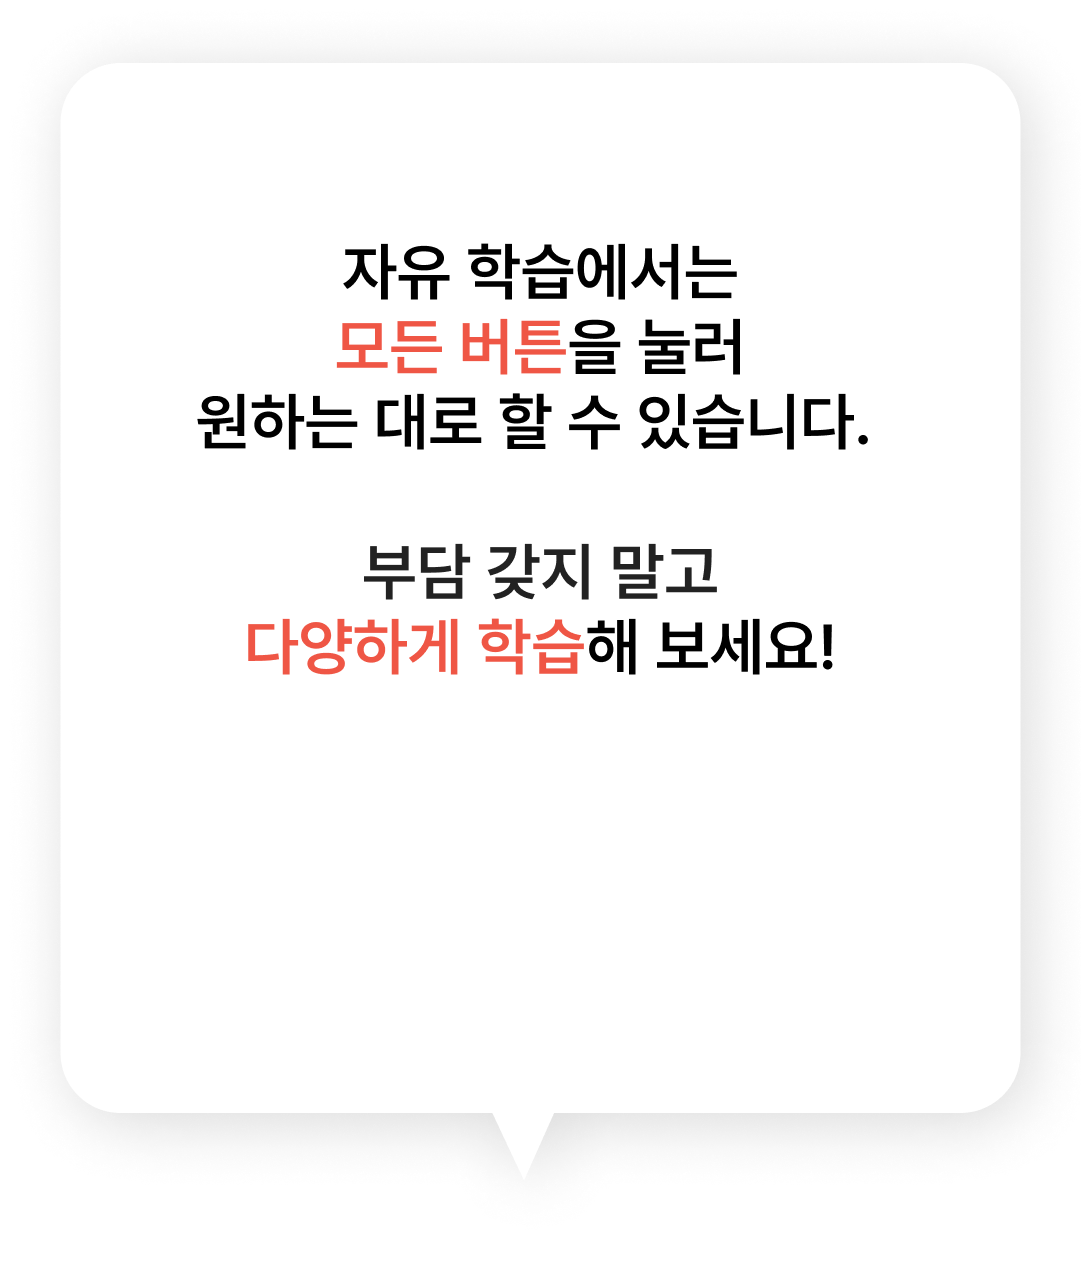 자유 학습에서는
모든 버튼을 눌러
원하는 대로 할 수 있습니다.
부담 갖지 말고
다양하게 학습해 보세요!